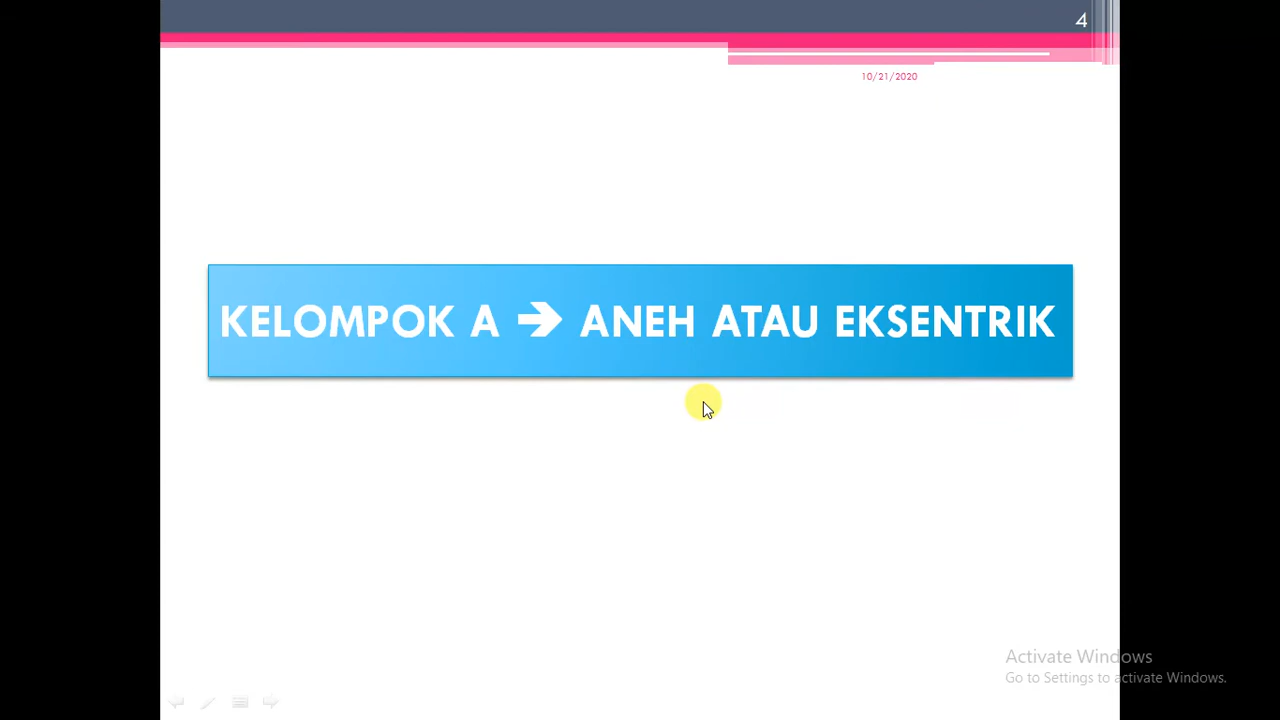 4
10/21/2020
KELOMPOK A ➔ ANEH ATAU EKSENTRIK
Activate Windows
Go to Settings to activate Windows.